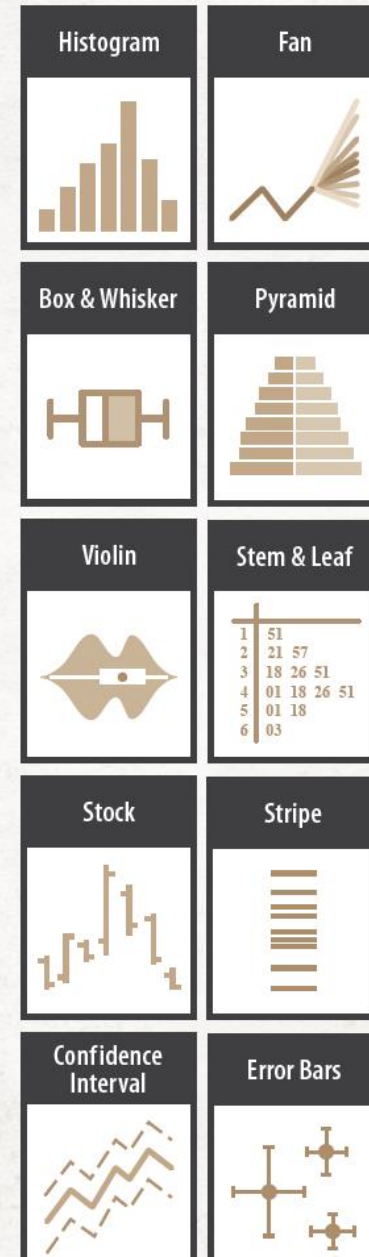 Histogram
Fan
Box & Whisker
Pyramid
Violin
Stem & Leaf
1 51
2 21 57
3 18 26 51
4 01 18 26 51
5 01 18
6 03
Stock
Stripe
Confidence
Interval
Error Bars